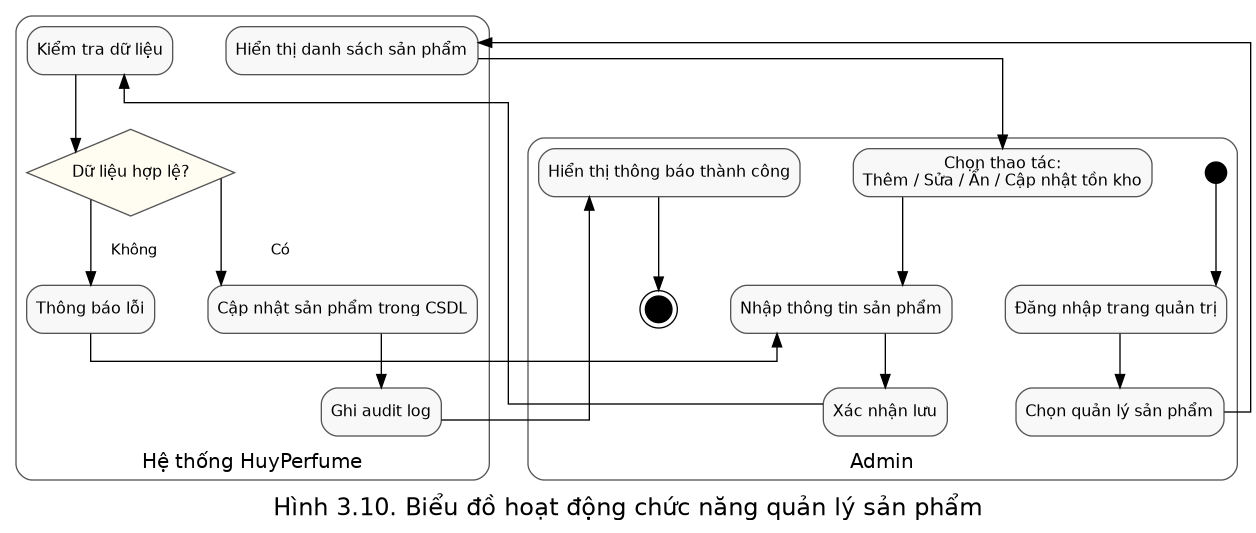 Kiểm tra dữ liệu
Hiển thị danh sách sản phẩm
Dữ liệu hợp lệ?
Không
Có
Thông báo lỗi
Cập nhật sản phẩm trong CSDL
Ghi audit log
Hệ thống HuyPerfume
Hiển thị thông báo thành công
Chọn thao tác:
Thêm / Sửa / Ẩn / Cập nhật tồn kho
Nhập thông tin sản phẩm
Đăng nhập trang quản trị
Xác nhận lưu
Chọn quản lý sản phẩm
Admin
Hình 3.10. Biểu đồ hoạt động chức năng quản lý sản phẩm